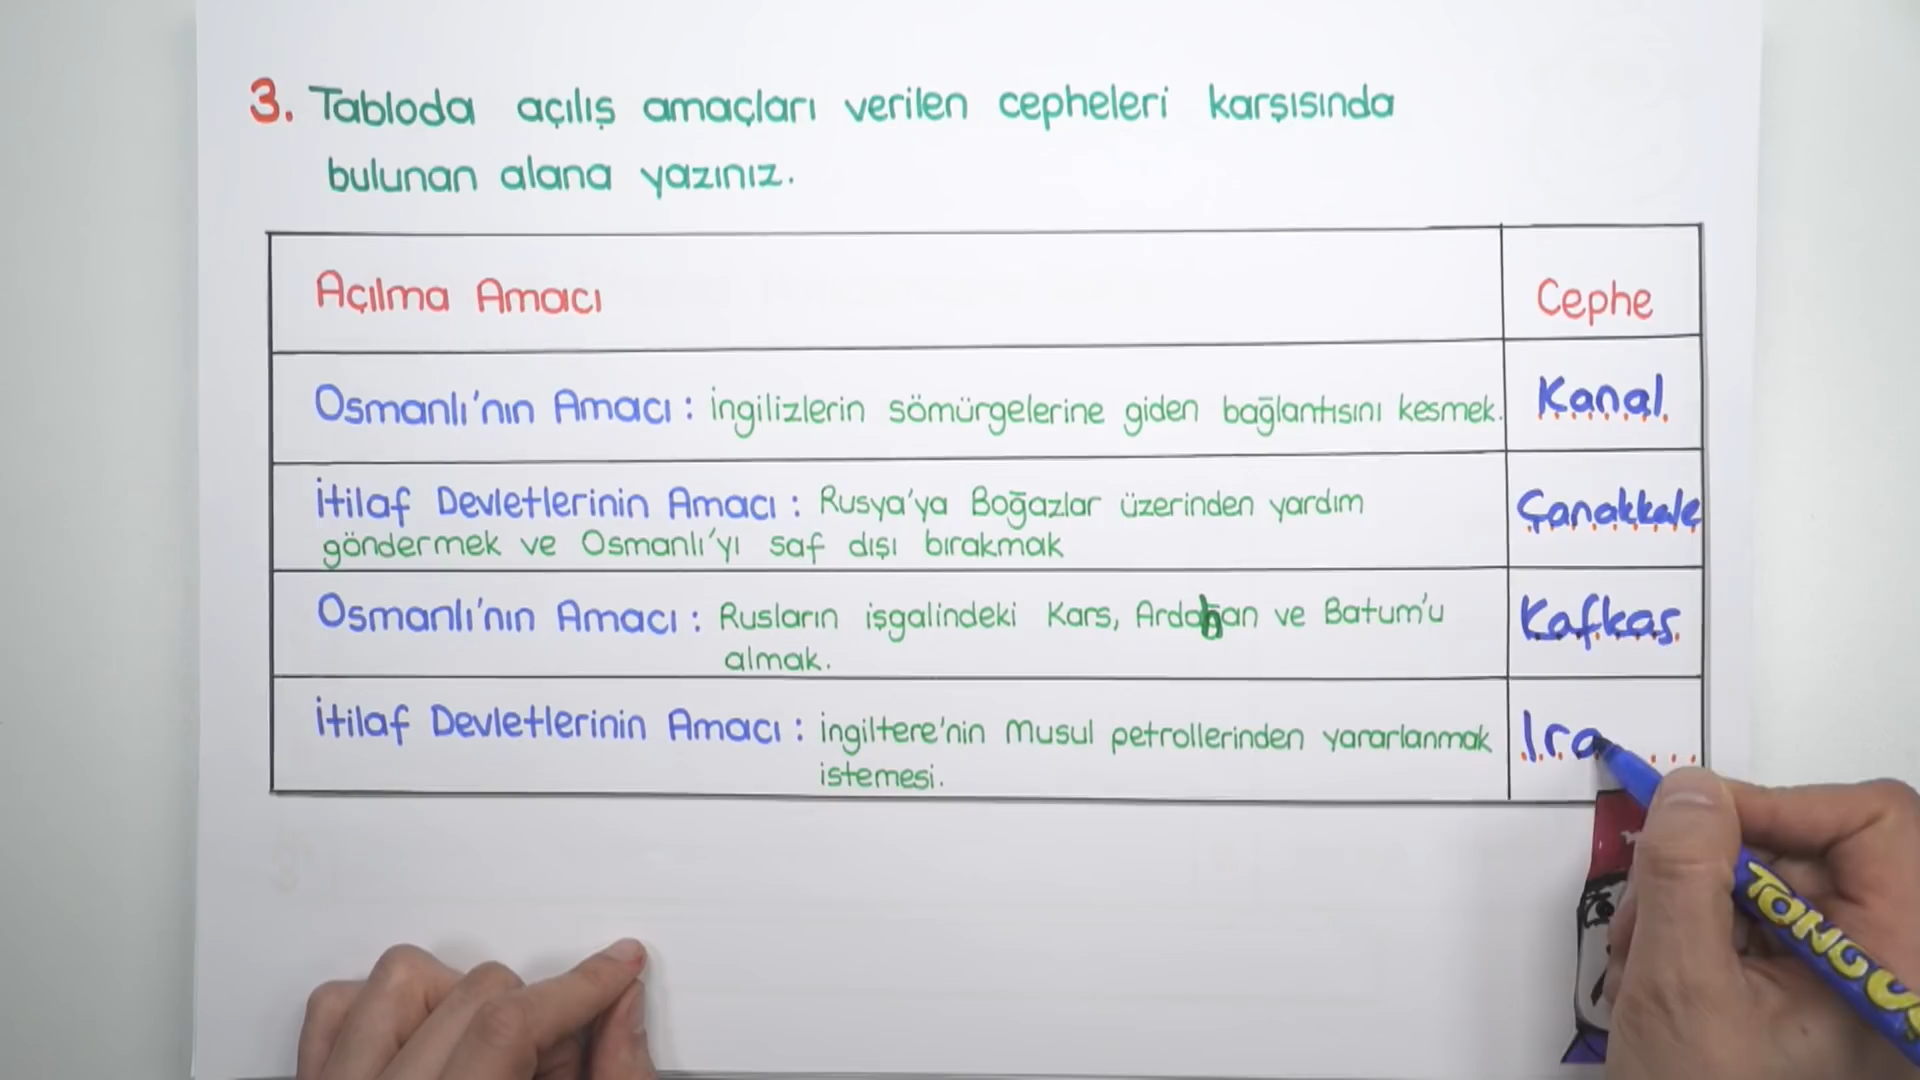 3. Tabloda açılış amaçları verilen cepheleri karşısında
bulunan alana yazınız.
Açılma Amacı
Cephe
Osmanlı'nın Amacı : İngilizlerin sömürgelerine giden bağlantısını kesmek.
Kanal
İtilaf Devletlerinin Amacı : Rusya'ya Boğazlar üzerinden yardım
göndermek ve Osmanlı'yı saf dışı bırakmak
Çanakkale
Osmanlı'nın Amacı : Rusların işgalindeki Kars, Ardahan ve Batum'u
almak.
Kafkas
İtilaf Devletlerinin Amacı : İngiltere'nin Musul petrollerinden yararlanmak
istemesi.
Ira